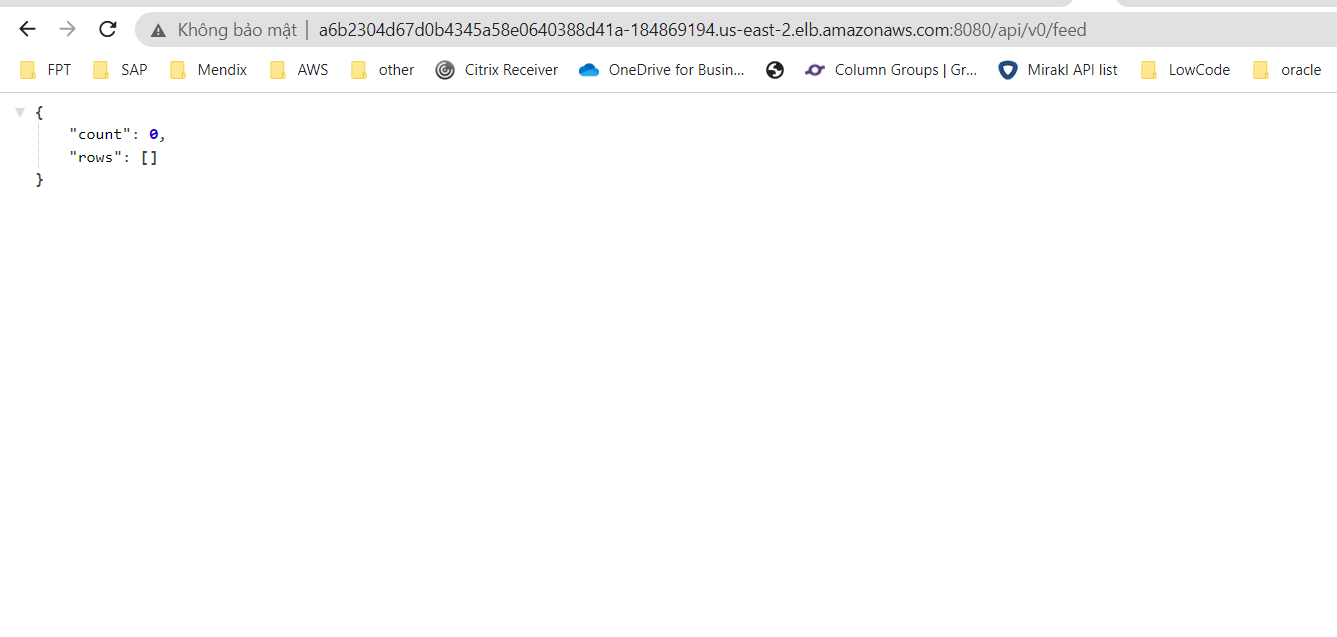 Không bảo mật | a6b2304d67d0b4345a58e0640388d41a-184869194.us-east-2.elb.amazonaws.com:8080/api/v0/feed
FPT SAP Mendix AWS other Citrix Receiver OneDrive for Busin... Column Groups | Gr... Mirakl API list LowCode oracle
{
"count": 0,
"rows": []
}